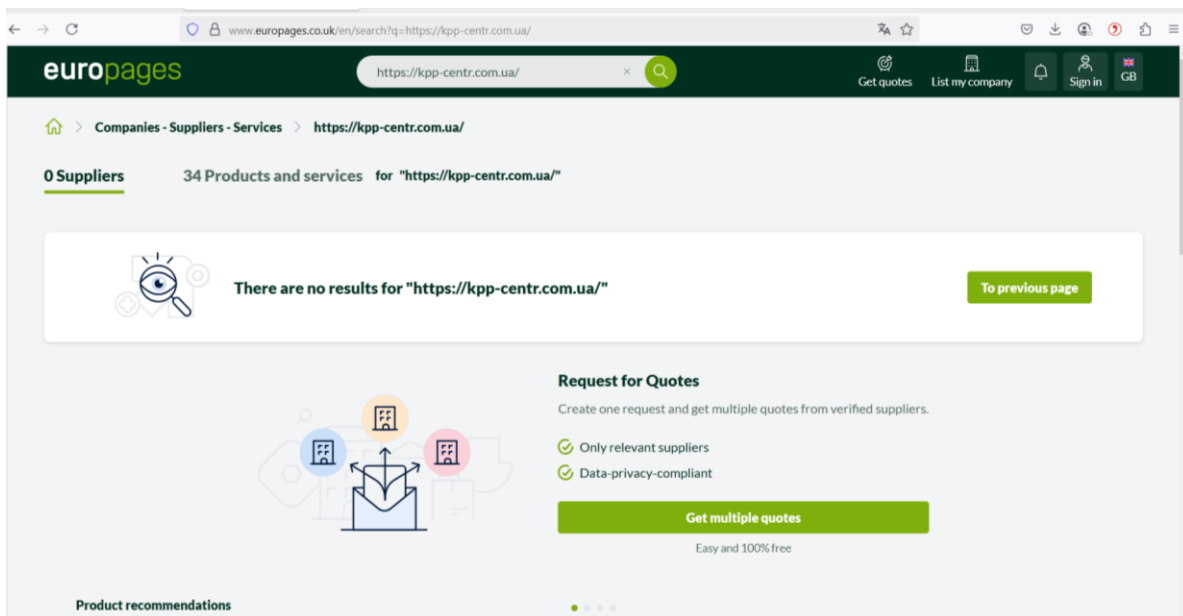 www.europages.co.uk/en/search?q=https://kpp-centr.com.ua/
europages
https://kpp-centr.com.ua/
Get quotes
List my company
Sign in
GB
Companies - Suppliers - Services > https://kpp-centr.com.ua/
0 Suppliers
34 Products and services for "https://kpp-centr.com.ua/"
There are no results for "https://kpp-centr.com.ua/"
To previous page
Request for Quotes
Create one request and get multiple quotes from verified suppliers.
Only relevant suppliers
Data-privacy-compliant
Get multiple quotes
Easy and 100% free
Product recommendations